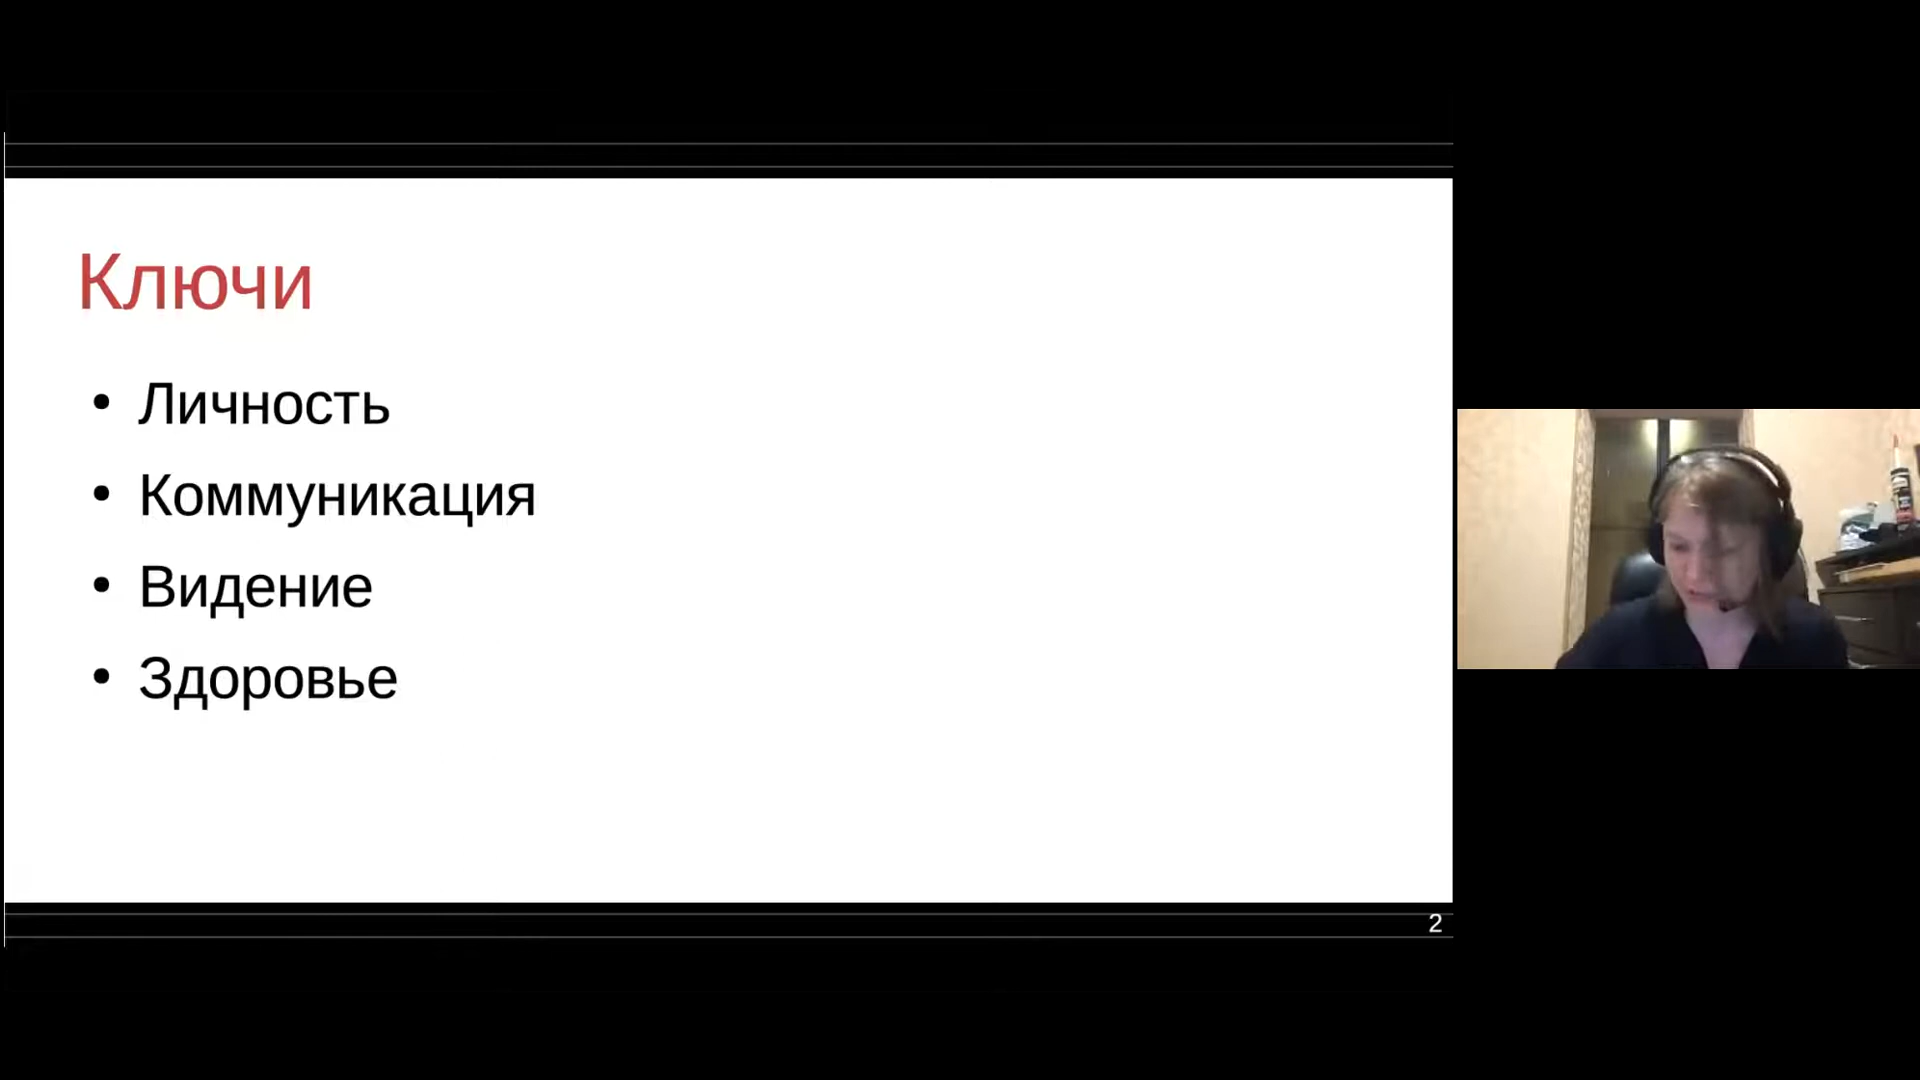 Ключи
• Личность
• Коммуникация
• Видение
• Здоровье
2